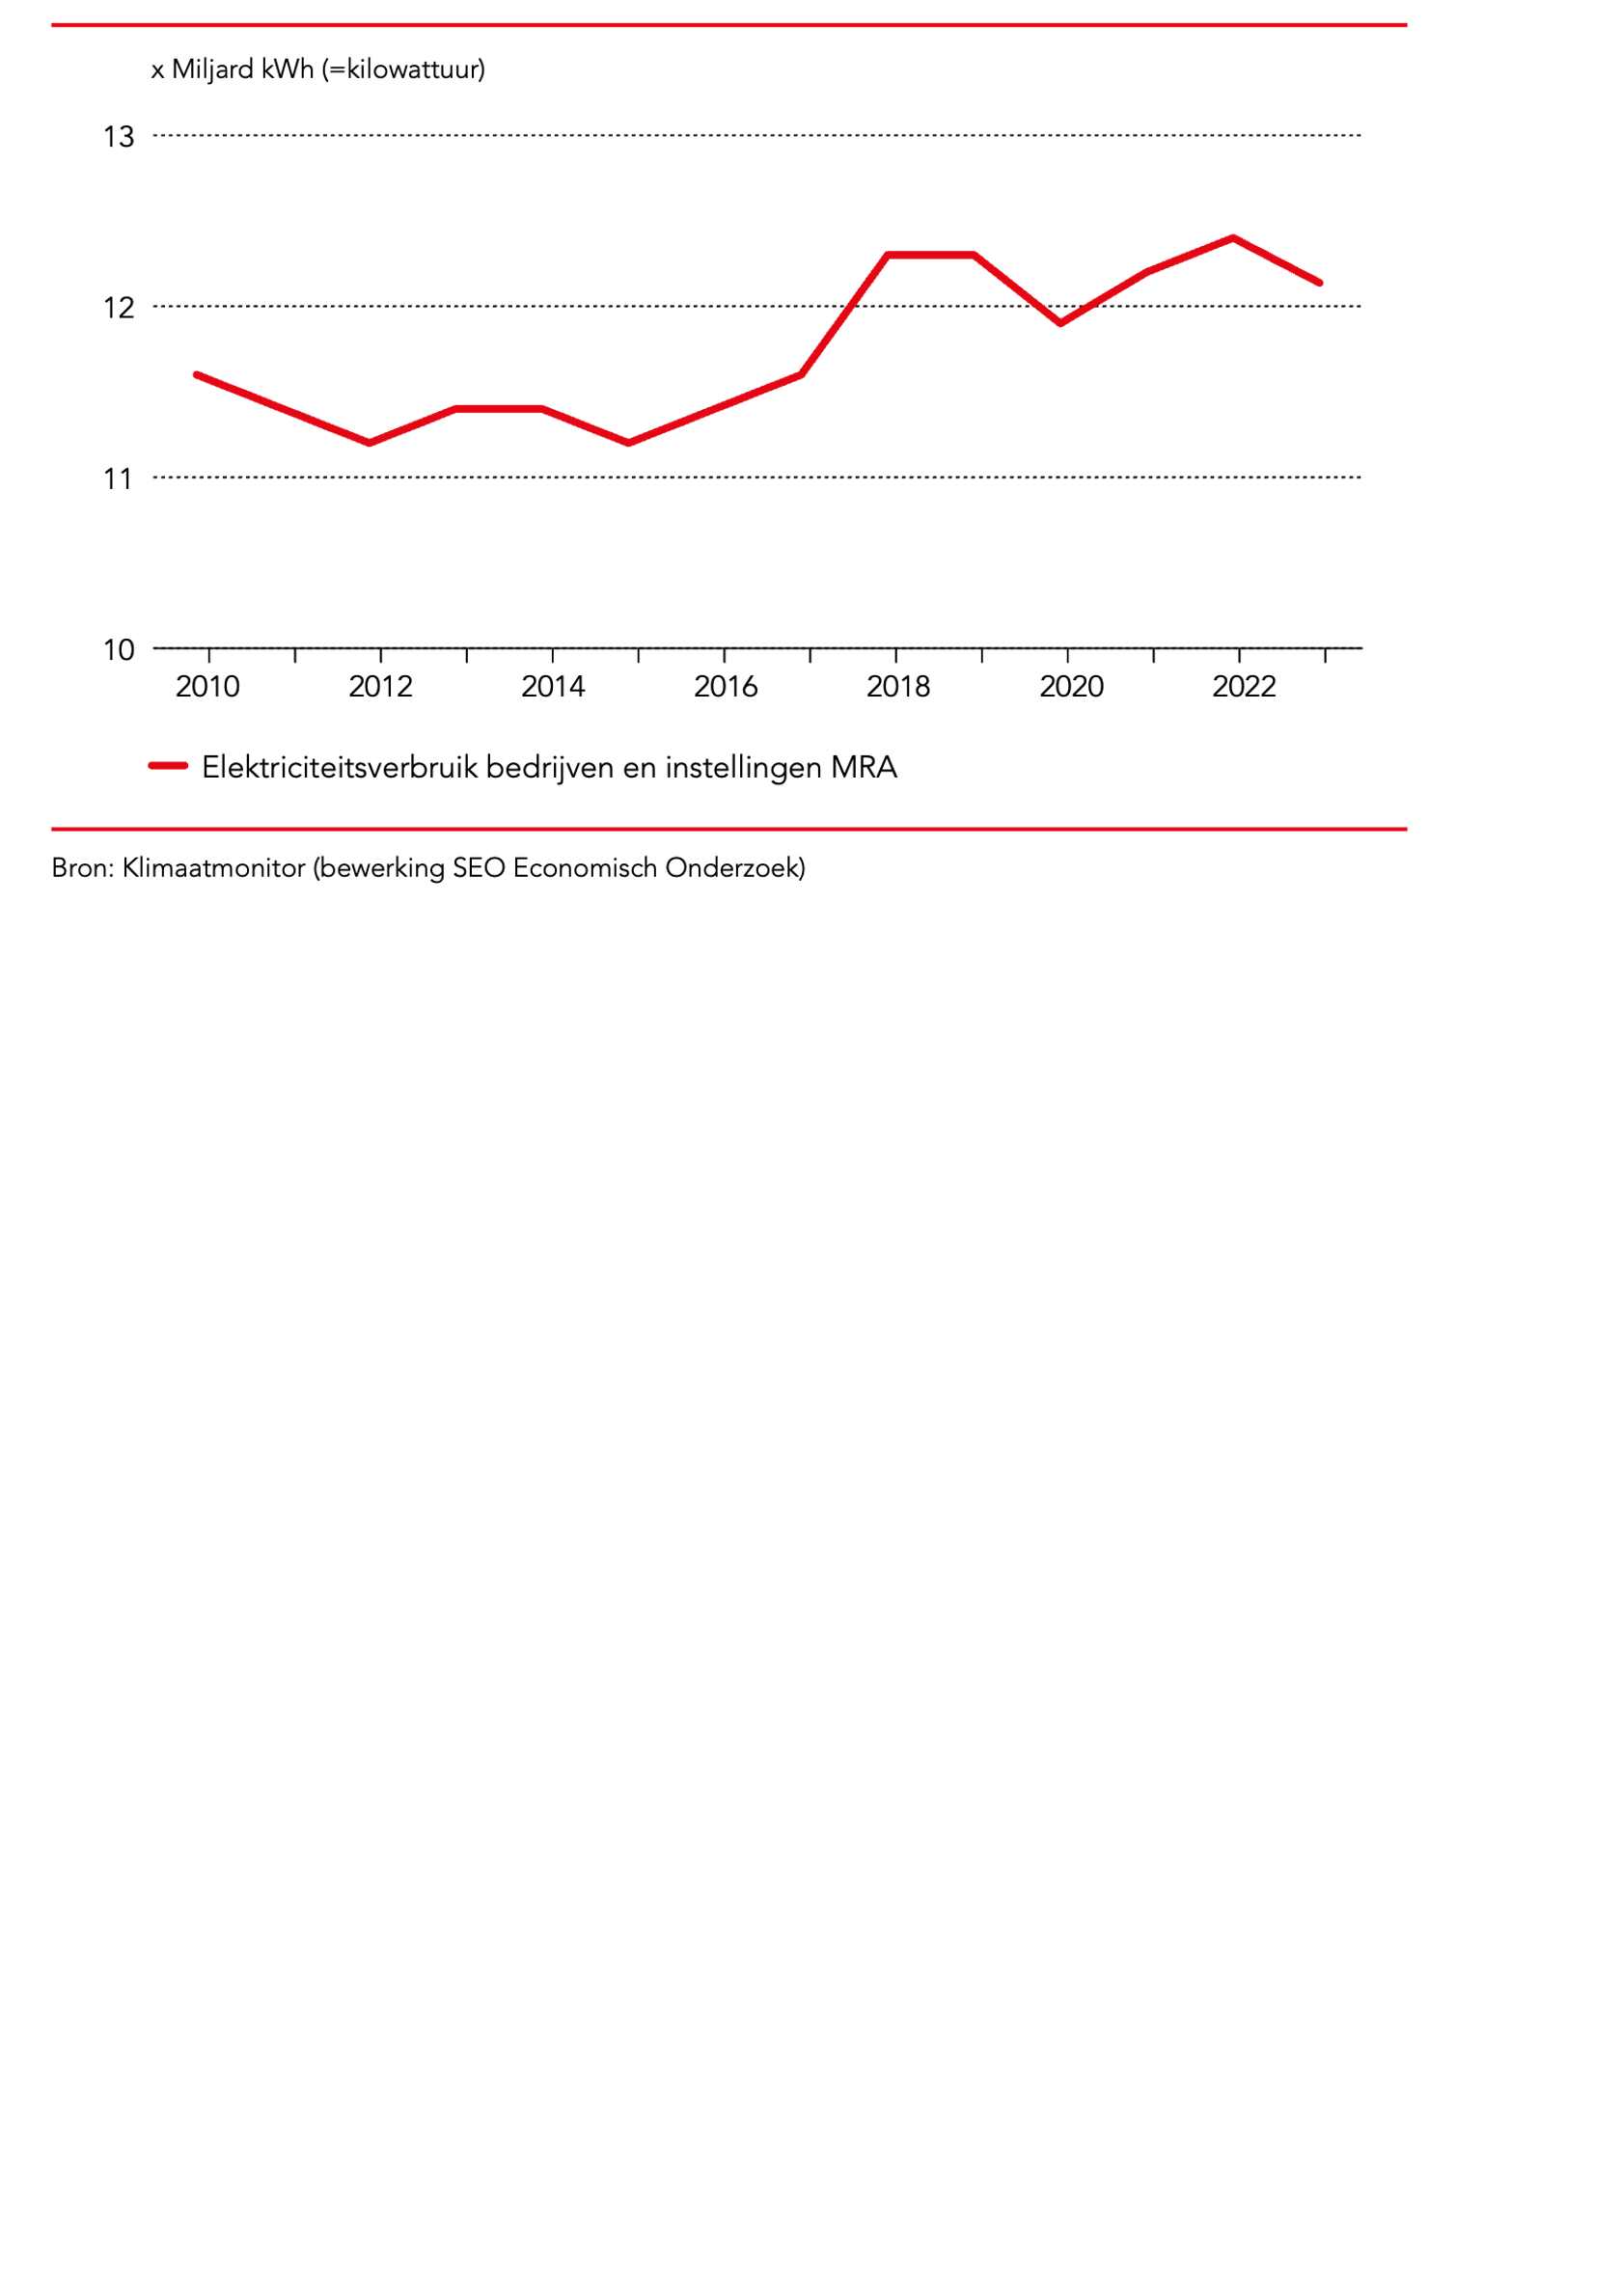 x Miljard kWh (=kilowattuur)
13
12
11
10
2010 2012 2014 2016 2018 2020 2022
Elektriciteitsverbruik bedrijven en instellingen MRA
Bron: Klimaatmonitor (bewerking SEO Economisch Onderzoek)